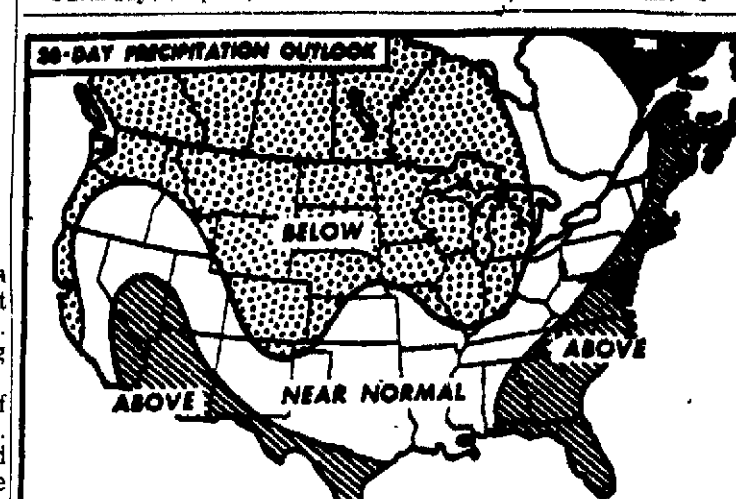 30-DAY PRECIPITATION OUTLOOK
BELOW
ABOVE
ABOVE
NEAR NORMAL